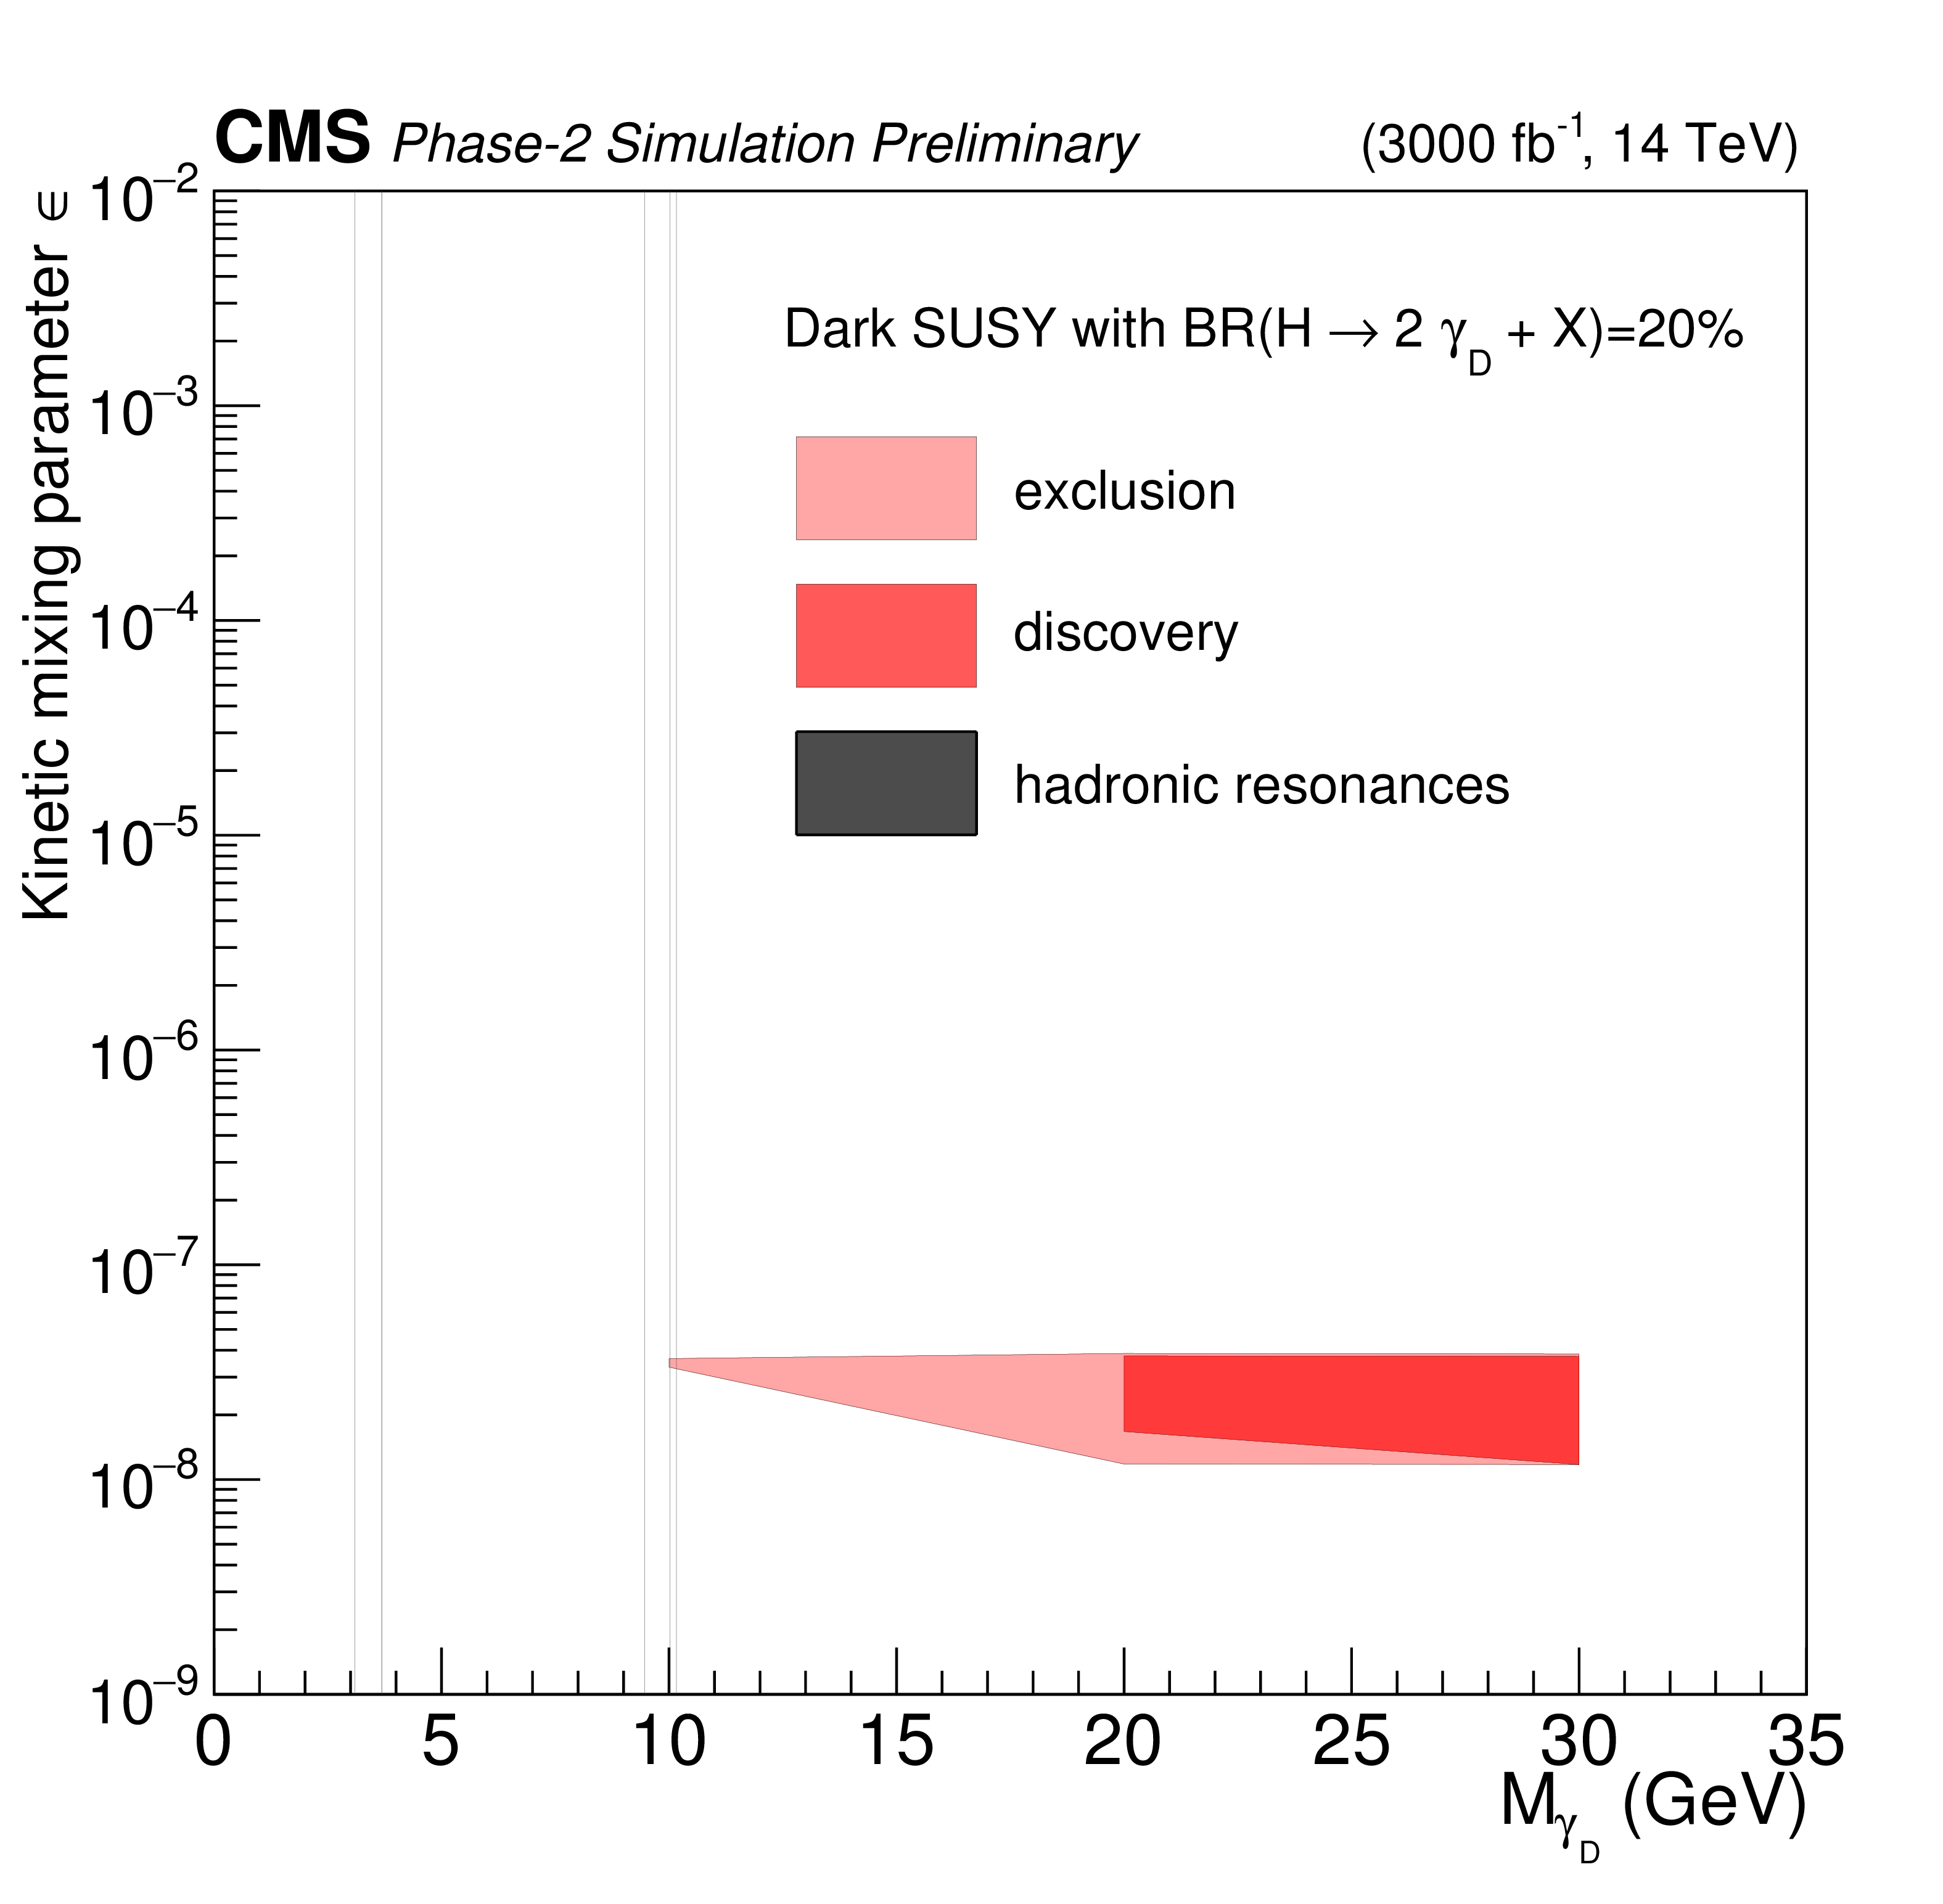 CMS Phase-2 Simulation Preliminary (3000 fb⁻¹, 14 TeV)
Kinetic mixing parameter ϵ
10⁻²
10⁻³
10⁻⁴
10⁻⁵
10⁻⁶
10⁻⁷
10⁻⁸
10⁻⁹
Dark SUSY with BR(H → 2 γ_D + X)=20%
exclusion
discovery
hadronic resonances
0 5 10 15 20 25 30 35
M_γ_D (GeV)